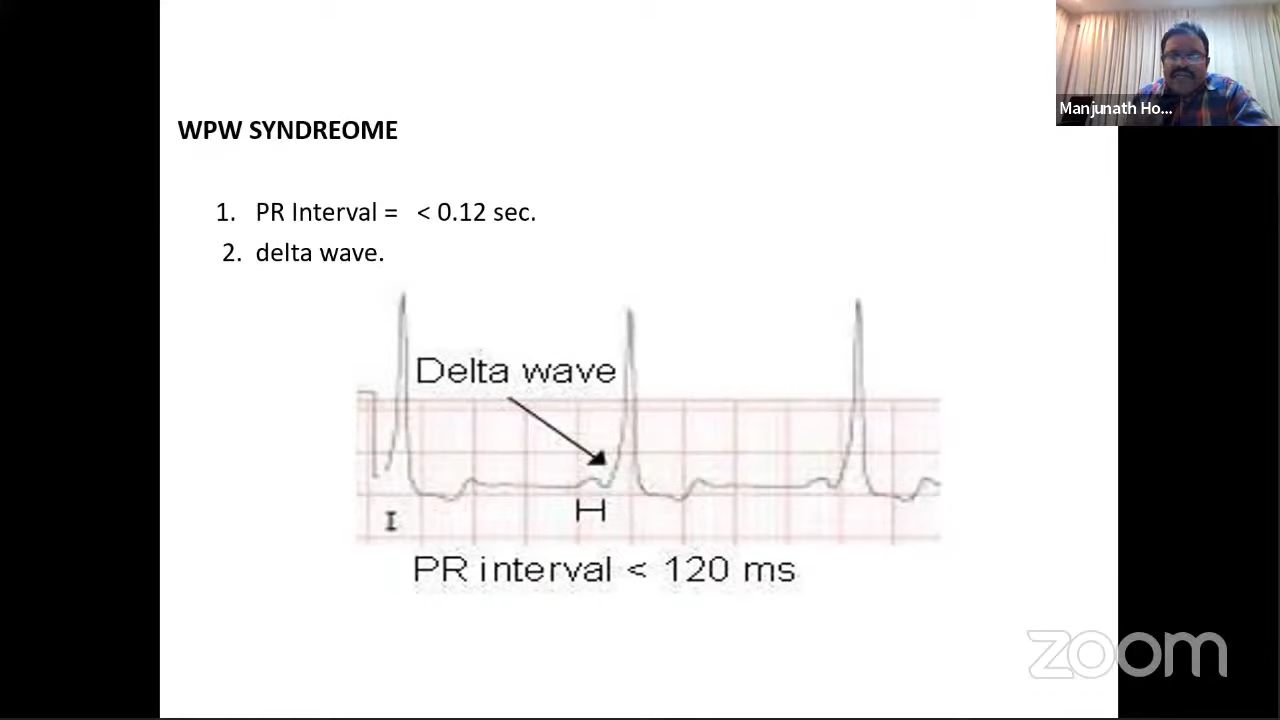 Manjunath Ho...
WPW SYNDREOME
1. PR Interval = < 0.12 sec.
2. delta wave.
Delta wave
I
PR interval < 120 ms
zoom